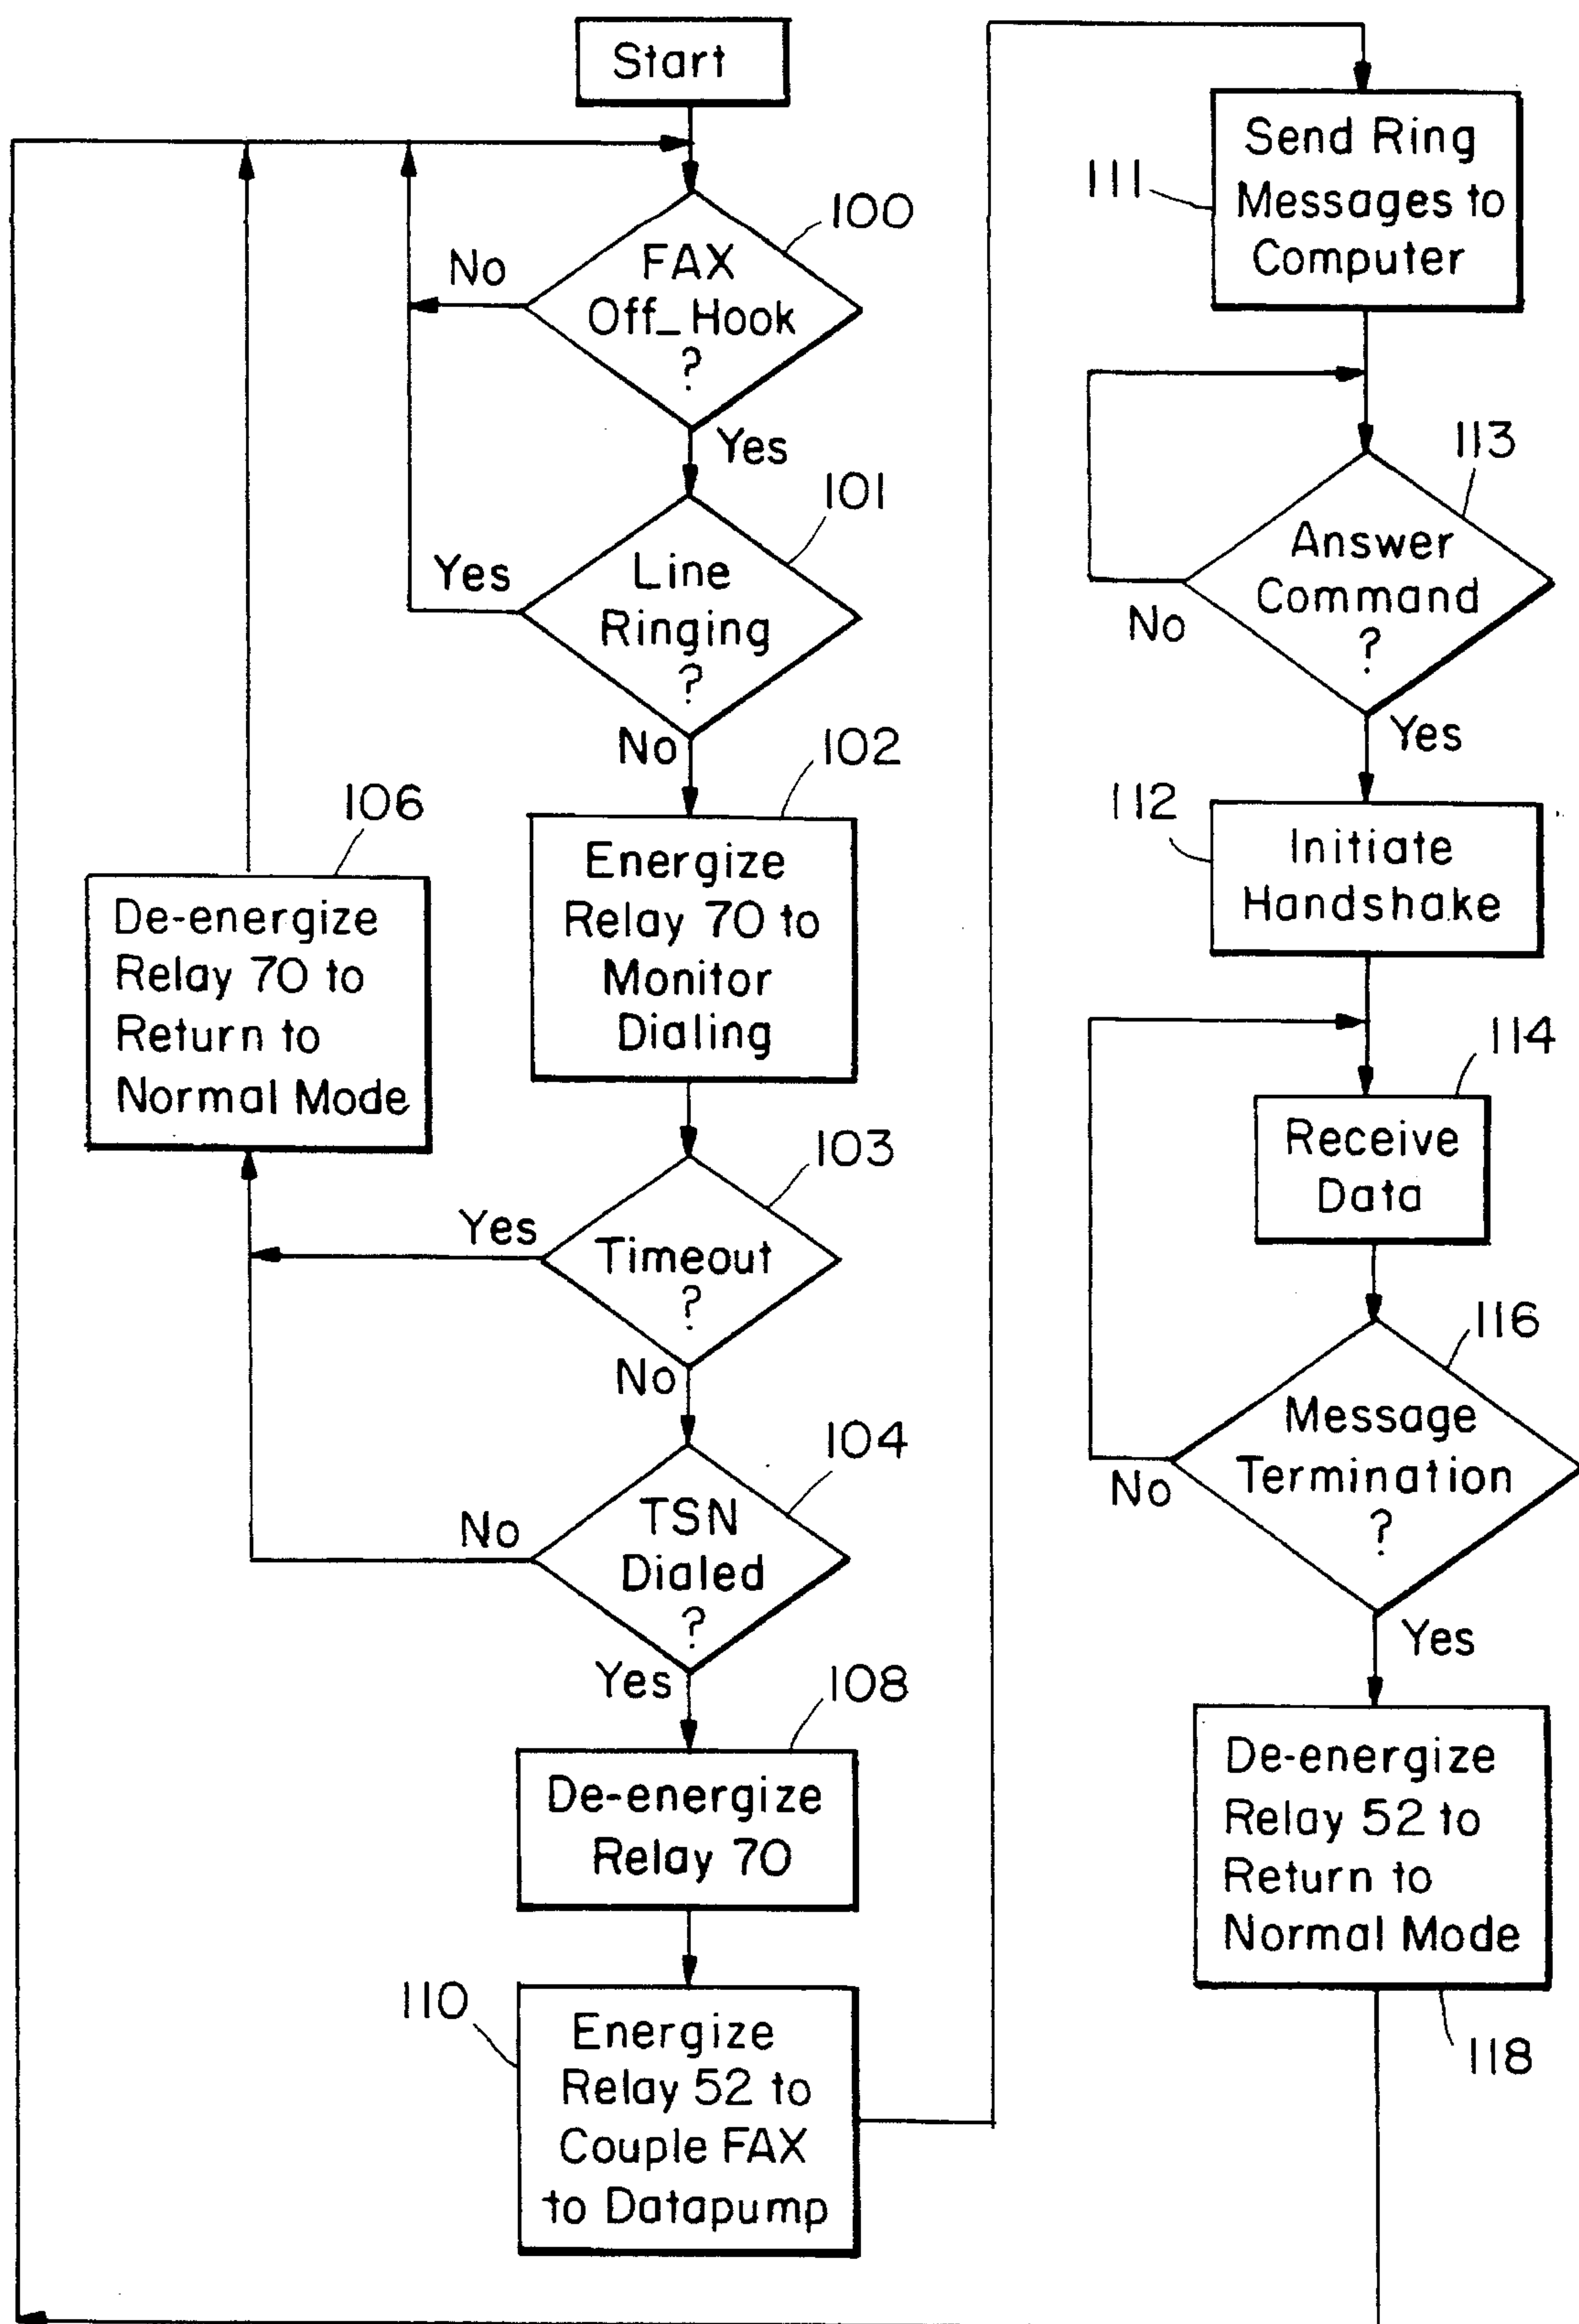 Start
100
FAX
Off_Hook
?
No
Yes
101
Line
Ringing
?
Yes
No
102
Energize
Relay 70 to
Monitor
Dialing
106
De-energize
Relay 70 to
Return to
Normal Mode
103
Timeout
?
Yes
No
104
TSN
Dialed
?
No
Yes
108
De-energize
Relay 70
110
Energize
Relay 52 to
Couple FAX
to Datapump
111
Send Ring
Messages to
Computer
113
Answer
Command
?
No
Yes
112
Initiate
Handshake
114
Receive
Data
116
Message
Termination
?
No
Yes
De-energize
Relay 52 to
Return to
Normal Mode
118